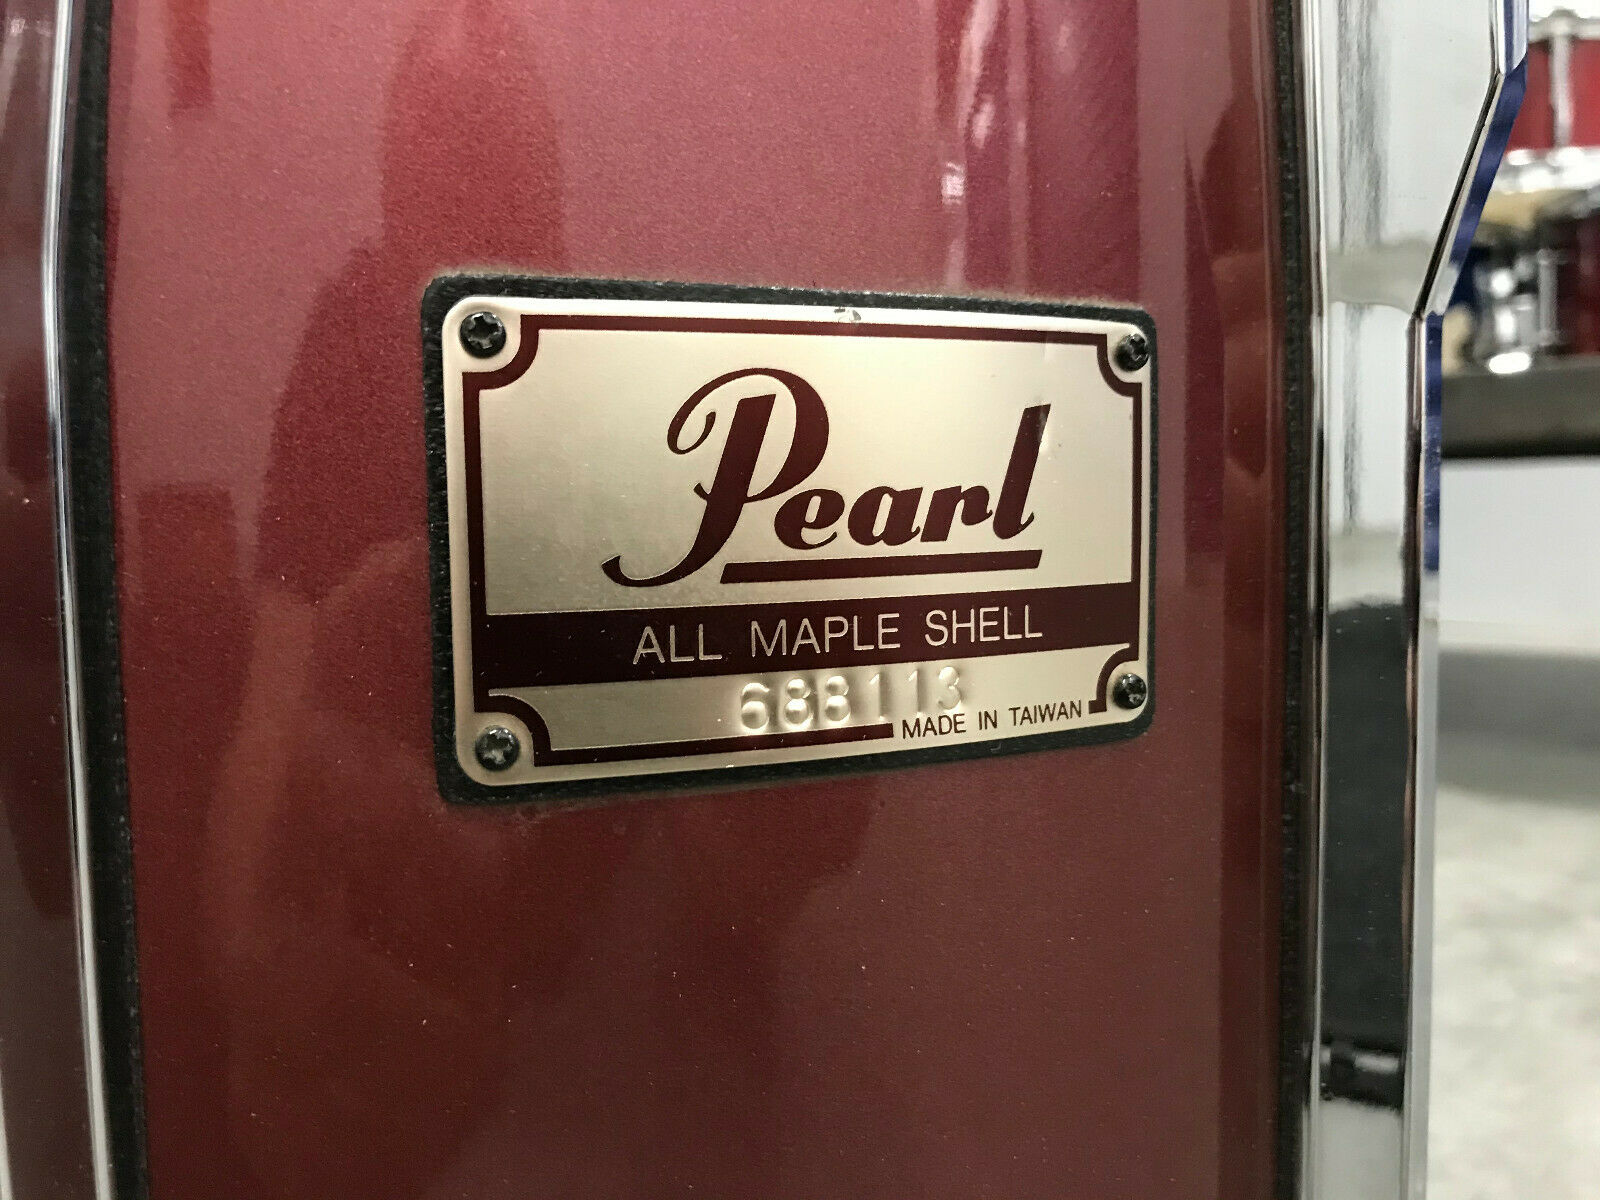 Pearl
ALL MAPLE SHELL
688113
MADE IN TAIWAN